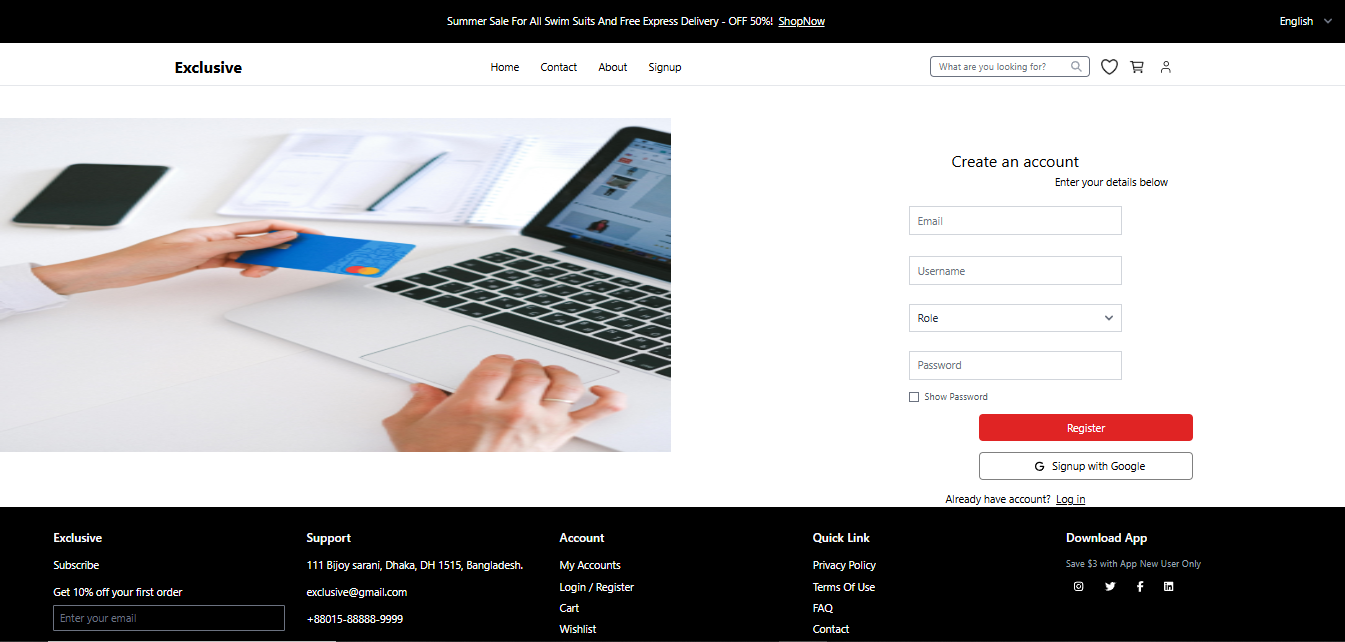 Summer Sale For All Swim Suits And Free Express Delivery - OFF 50%! ShopNow
English
Exclusive
Home Contact About Signup
What are you looking for?
Create an account
Enter your details below
Email
Username
Role
Password
Show Password
Register
G Signup with Google
Already have account? Log in
Exclusive
Subscribe
Get 10% off your first order
Enter your email
Support
111 Bijoy sarani, Dhaka, DH 1515, Bangladesh.
exclusive@gmail.com
+88015-88888-9999
Account
My Accounts
Login / Register
Cart
Wishlist
Quick Link
Privacy Policy
Terms Of Use
FAQ
Contact
Download App
Save $3 with App New User Only